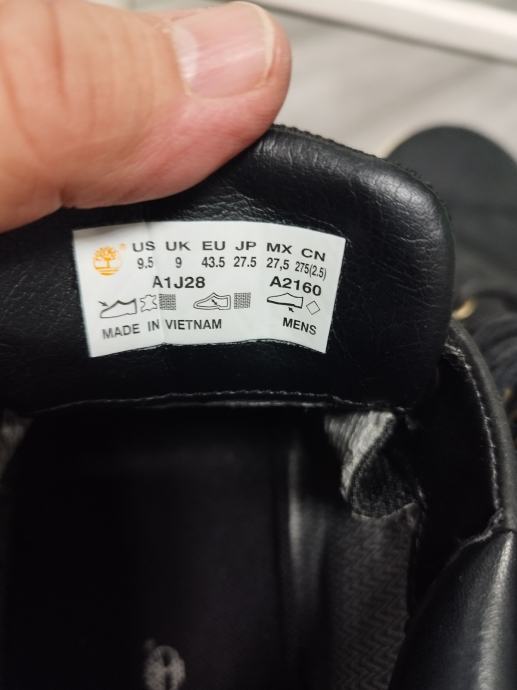 US UK EU JP MX CN
9.5 9 43.5 27.5 27,5 275(2.5)
A1J28 A2160
MADE IN VIETNAM MENS